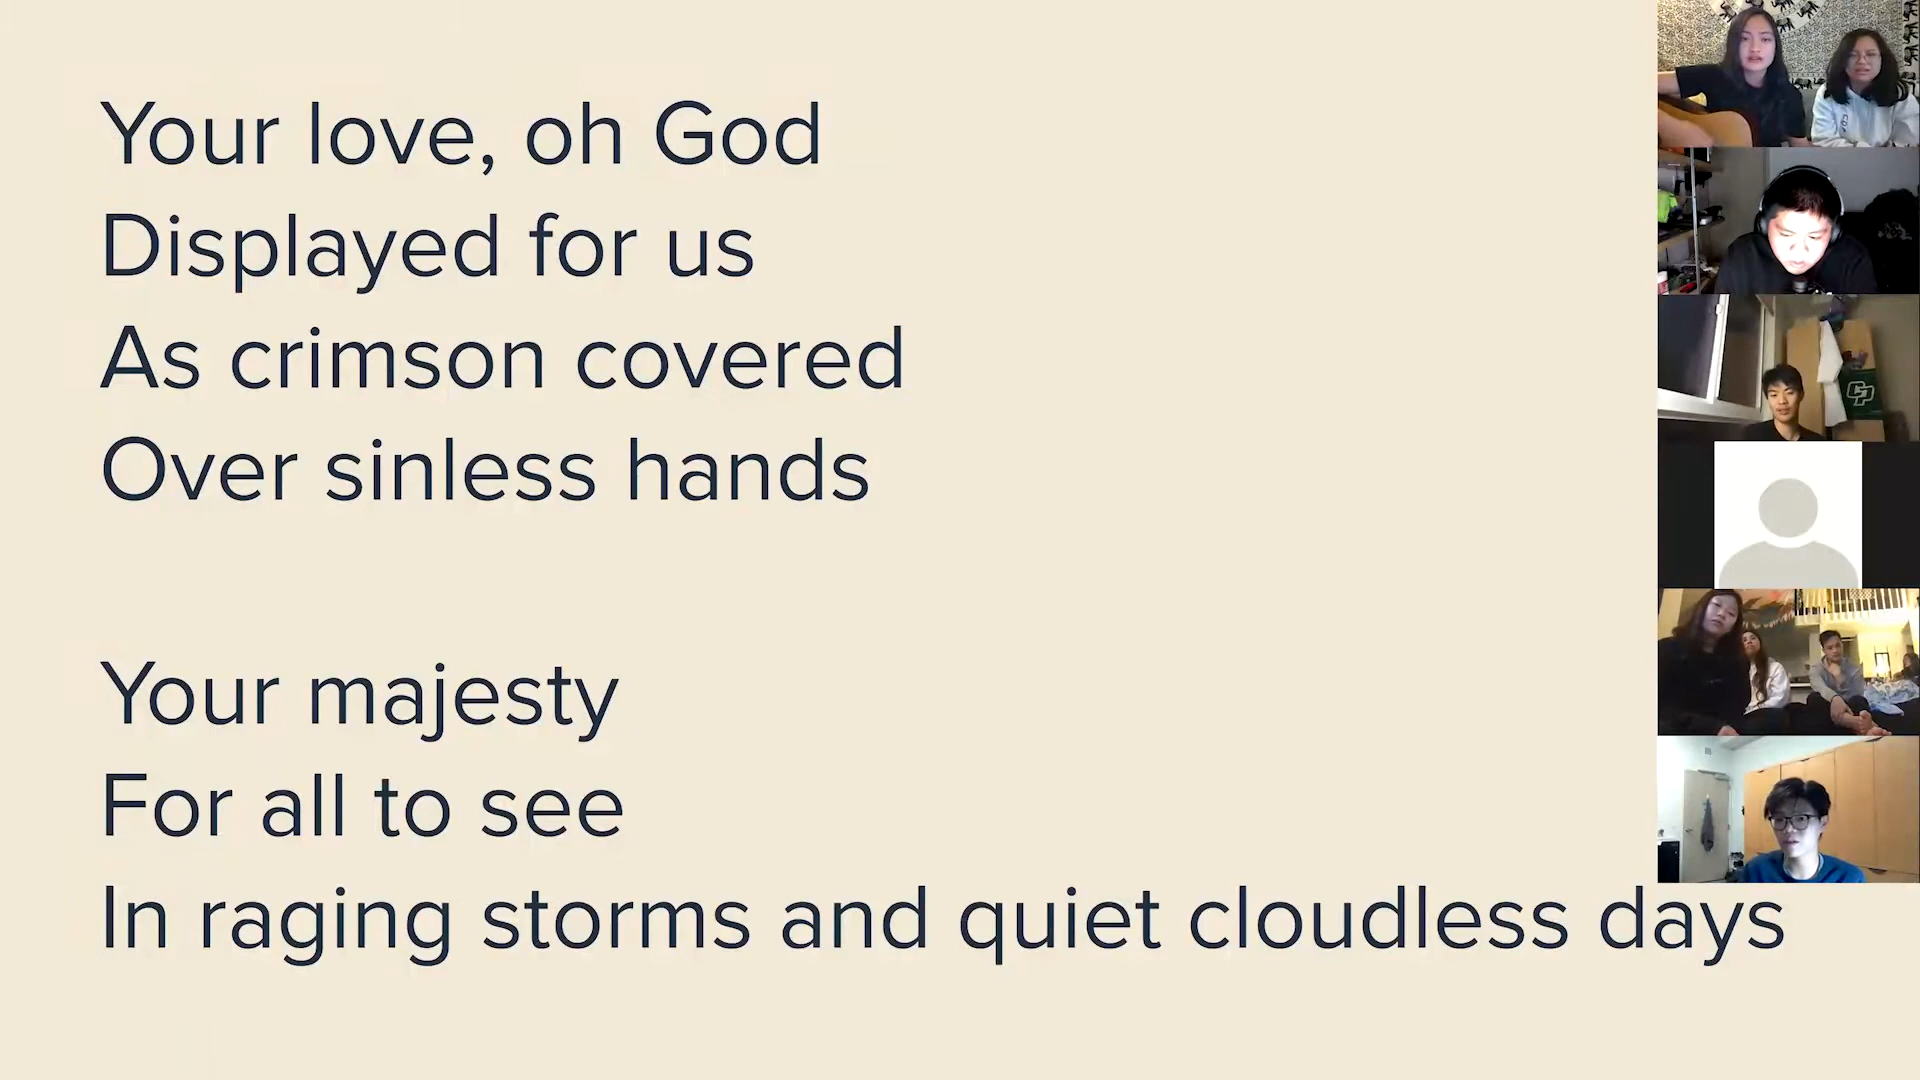 Your love, oh God
Displayed for us
As crimson covered
Over sinless hands
Your majesty
For all to see
In raging storms and quiet cloudless days
CP